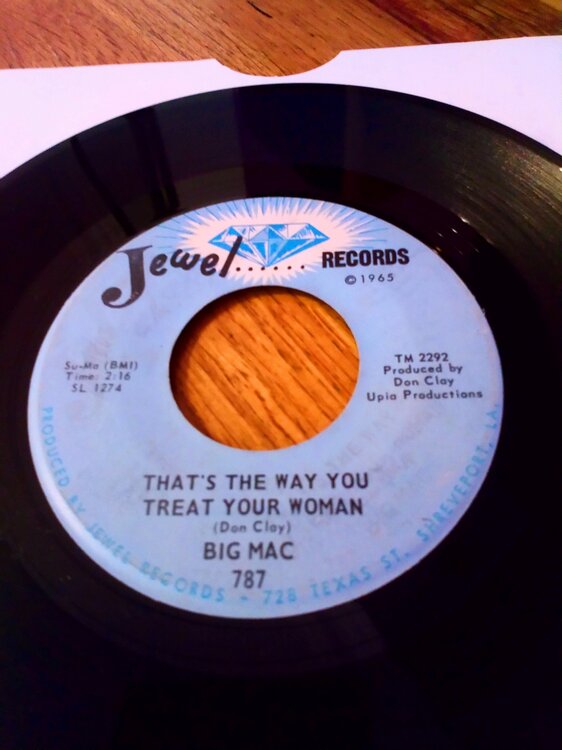 Jewel...... RECORDS
©1965
Su-Ma (BMI)
Time: 2:16
SL 1274
TM 2292
Produced by
Don Clay
Upia Productions
THAT'S THE WAY YOU
TREAT YOUR WOMAN
(Don Clay)
BIG MAC
787
PRODUCED BY JEWEL RECORDS - 728 TEXAS ST. SHREVEPORT, LA.